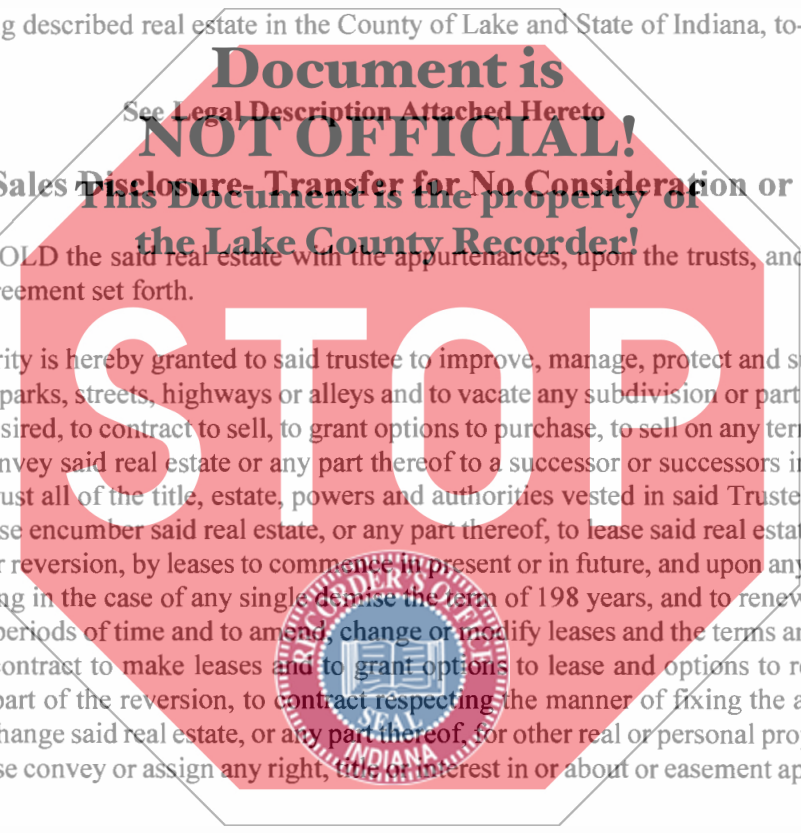 g described real estate in the County of Lake and State of Indiana, to-
Document is
See Legal Description Attached Hereto
NOT OFFICIAL!
Sales Disclosure- Transfer for No Consideration or
This Document is the property of
the Lake County Recorder!
OLD the said real estate with the appurtenances, upon the trusts, and
reement set forth.
STOP
rity is hereby granted to said trustee to improve, manage, protect and s
parks, streets, highways or alleys and to vacate any subdivision or part
sired, to contract to sell, to grant options to purchase, to sell on any ter
nvey said real estate or any part thereof to a successor or successors i
ust all of the title, estate, powers and authorities vested in said Truste
se encumber said real estate, or any part thereof, to lease said real estat
r reversion, by leases to commence in present or in future, and upon any
ng in the case of any single demise the term of 198 years, and to renew
periods of time and to amend, change or modify leases and the terms a
contract to make leases and to grant options to lease and options to r
part of the reversion, to contract respecting the manner of fixing the a
hange said real estate, or any part thereof, for other real or personal pro
se convey or assign any right, title or interest in or about or easement ap
RECORDER'S OFFICE
SEAL
INDIANA